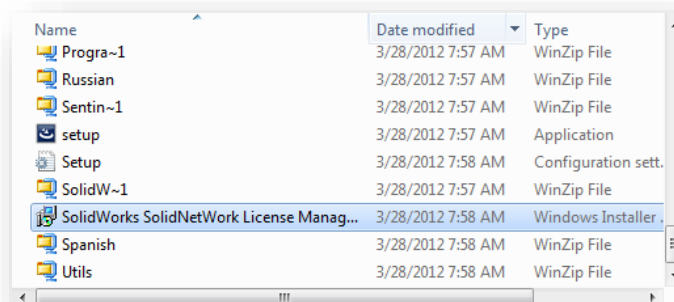 Name Date modified Type
Progra~1 3/28/2012 7:57 AM WinZip File
Russian 3/28/2012 7:57 AM WinZip File
Sentin~1 3/28/2012 7:57 AM WinZip File
setup 3/28/2012 7:57 AM Application
Setup 3/28/2012 7:58 AM Configuration sett.
SolidW~1 3/28/2012 7:57 AM WinZip File
SolidWorks SolidNetWork License Manag... 3/28/2012 7:58 AM Windows Installer .
Spanish 3/28/2012 7:58 AM WinZip File
Utils 3/28/2012 7:58 AM WinZip File